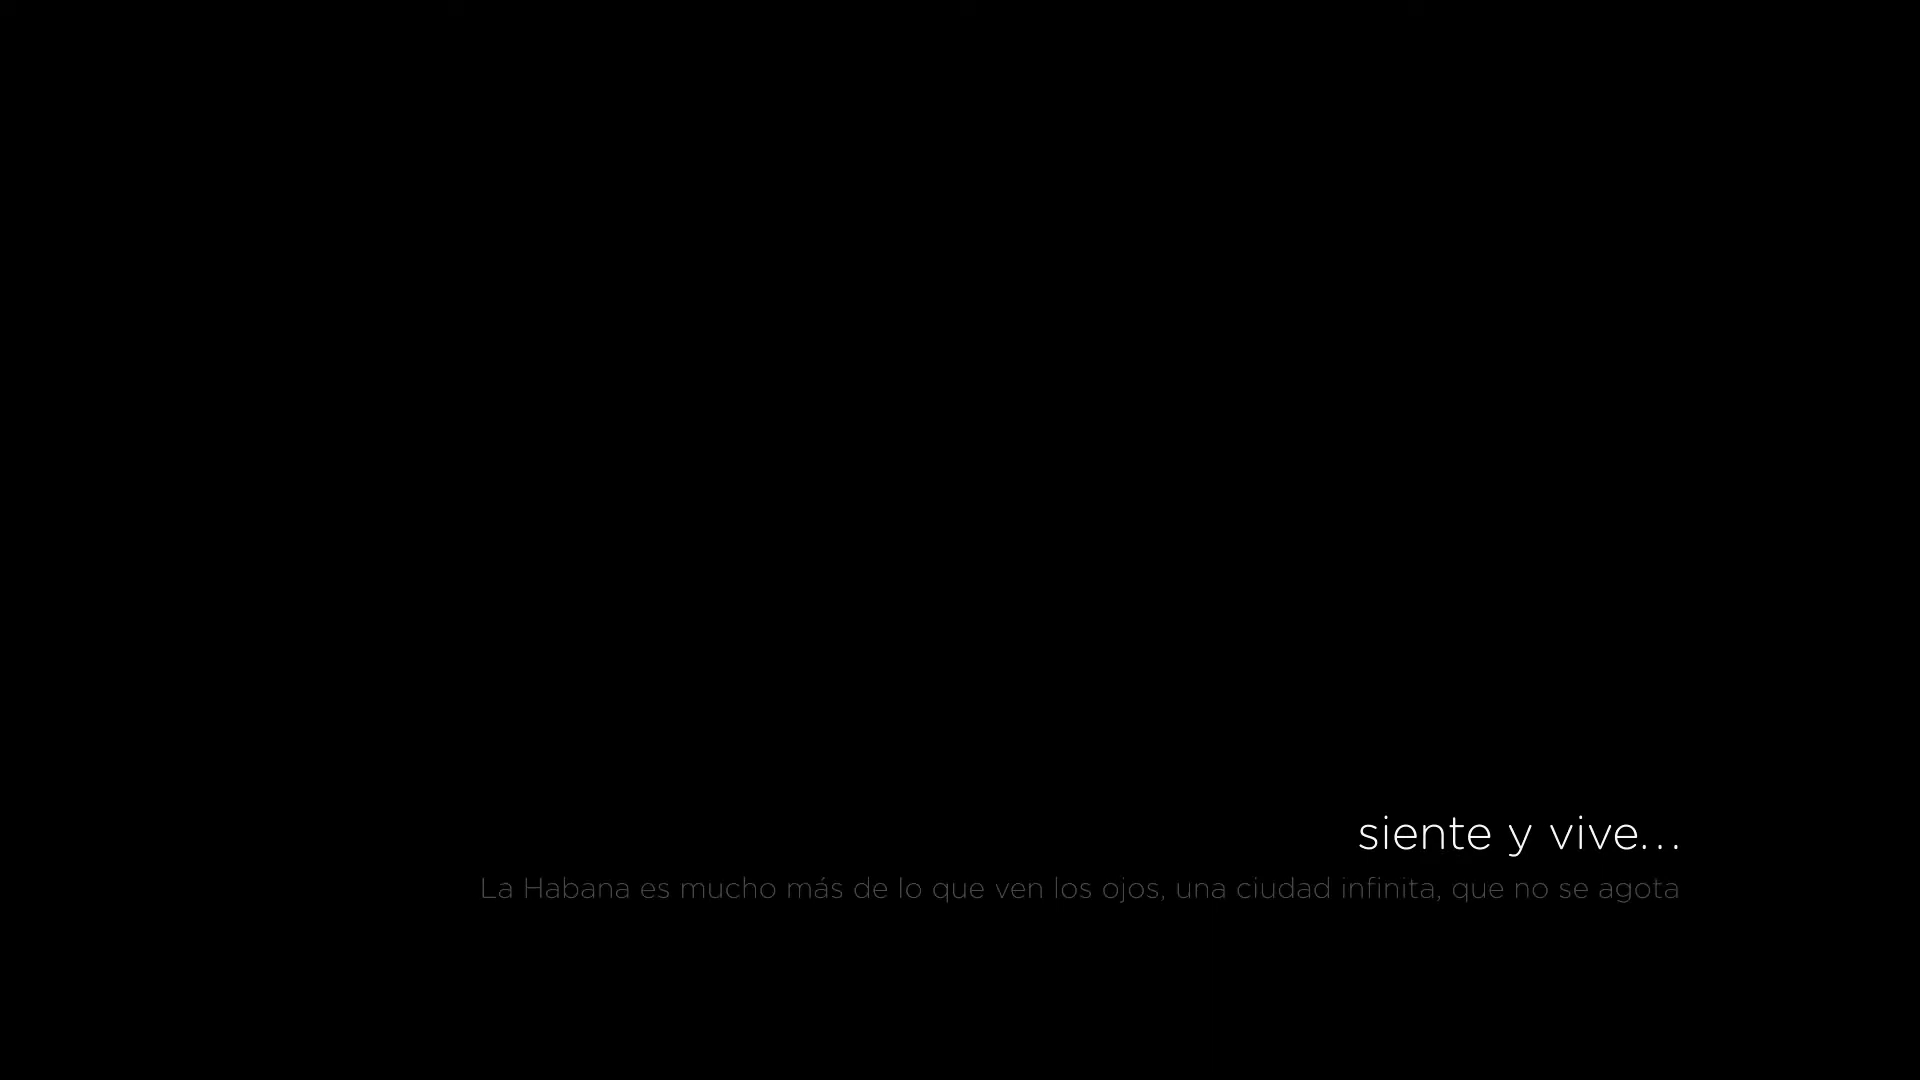 siente y vive...
La Habana es mucho más de lo que ven los ojos, una ciudad infinita, que no se agota